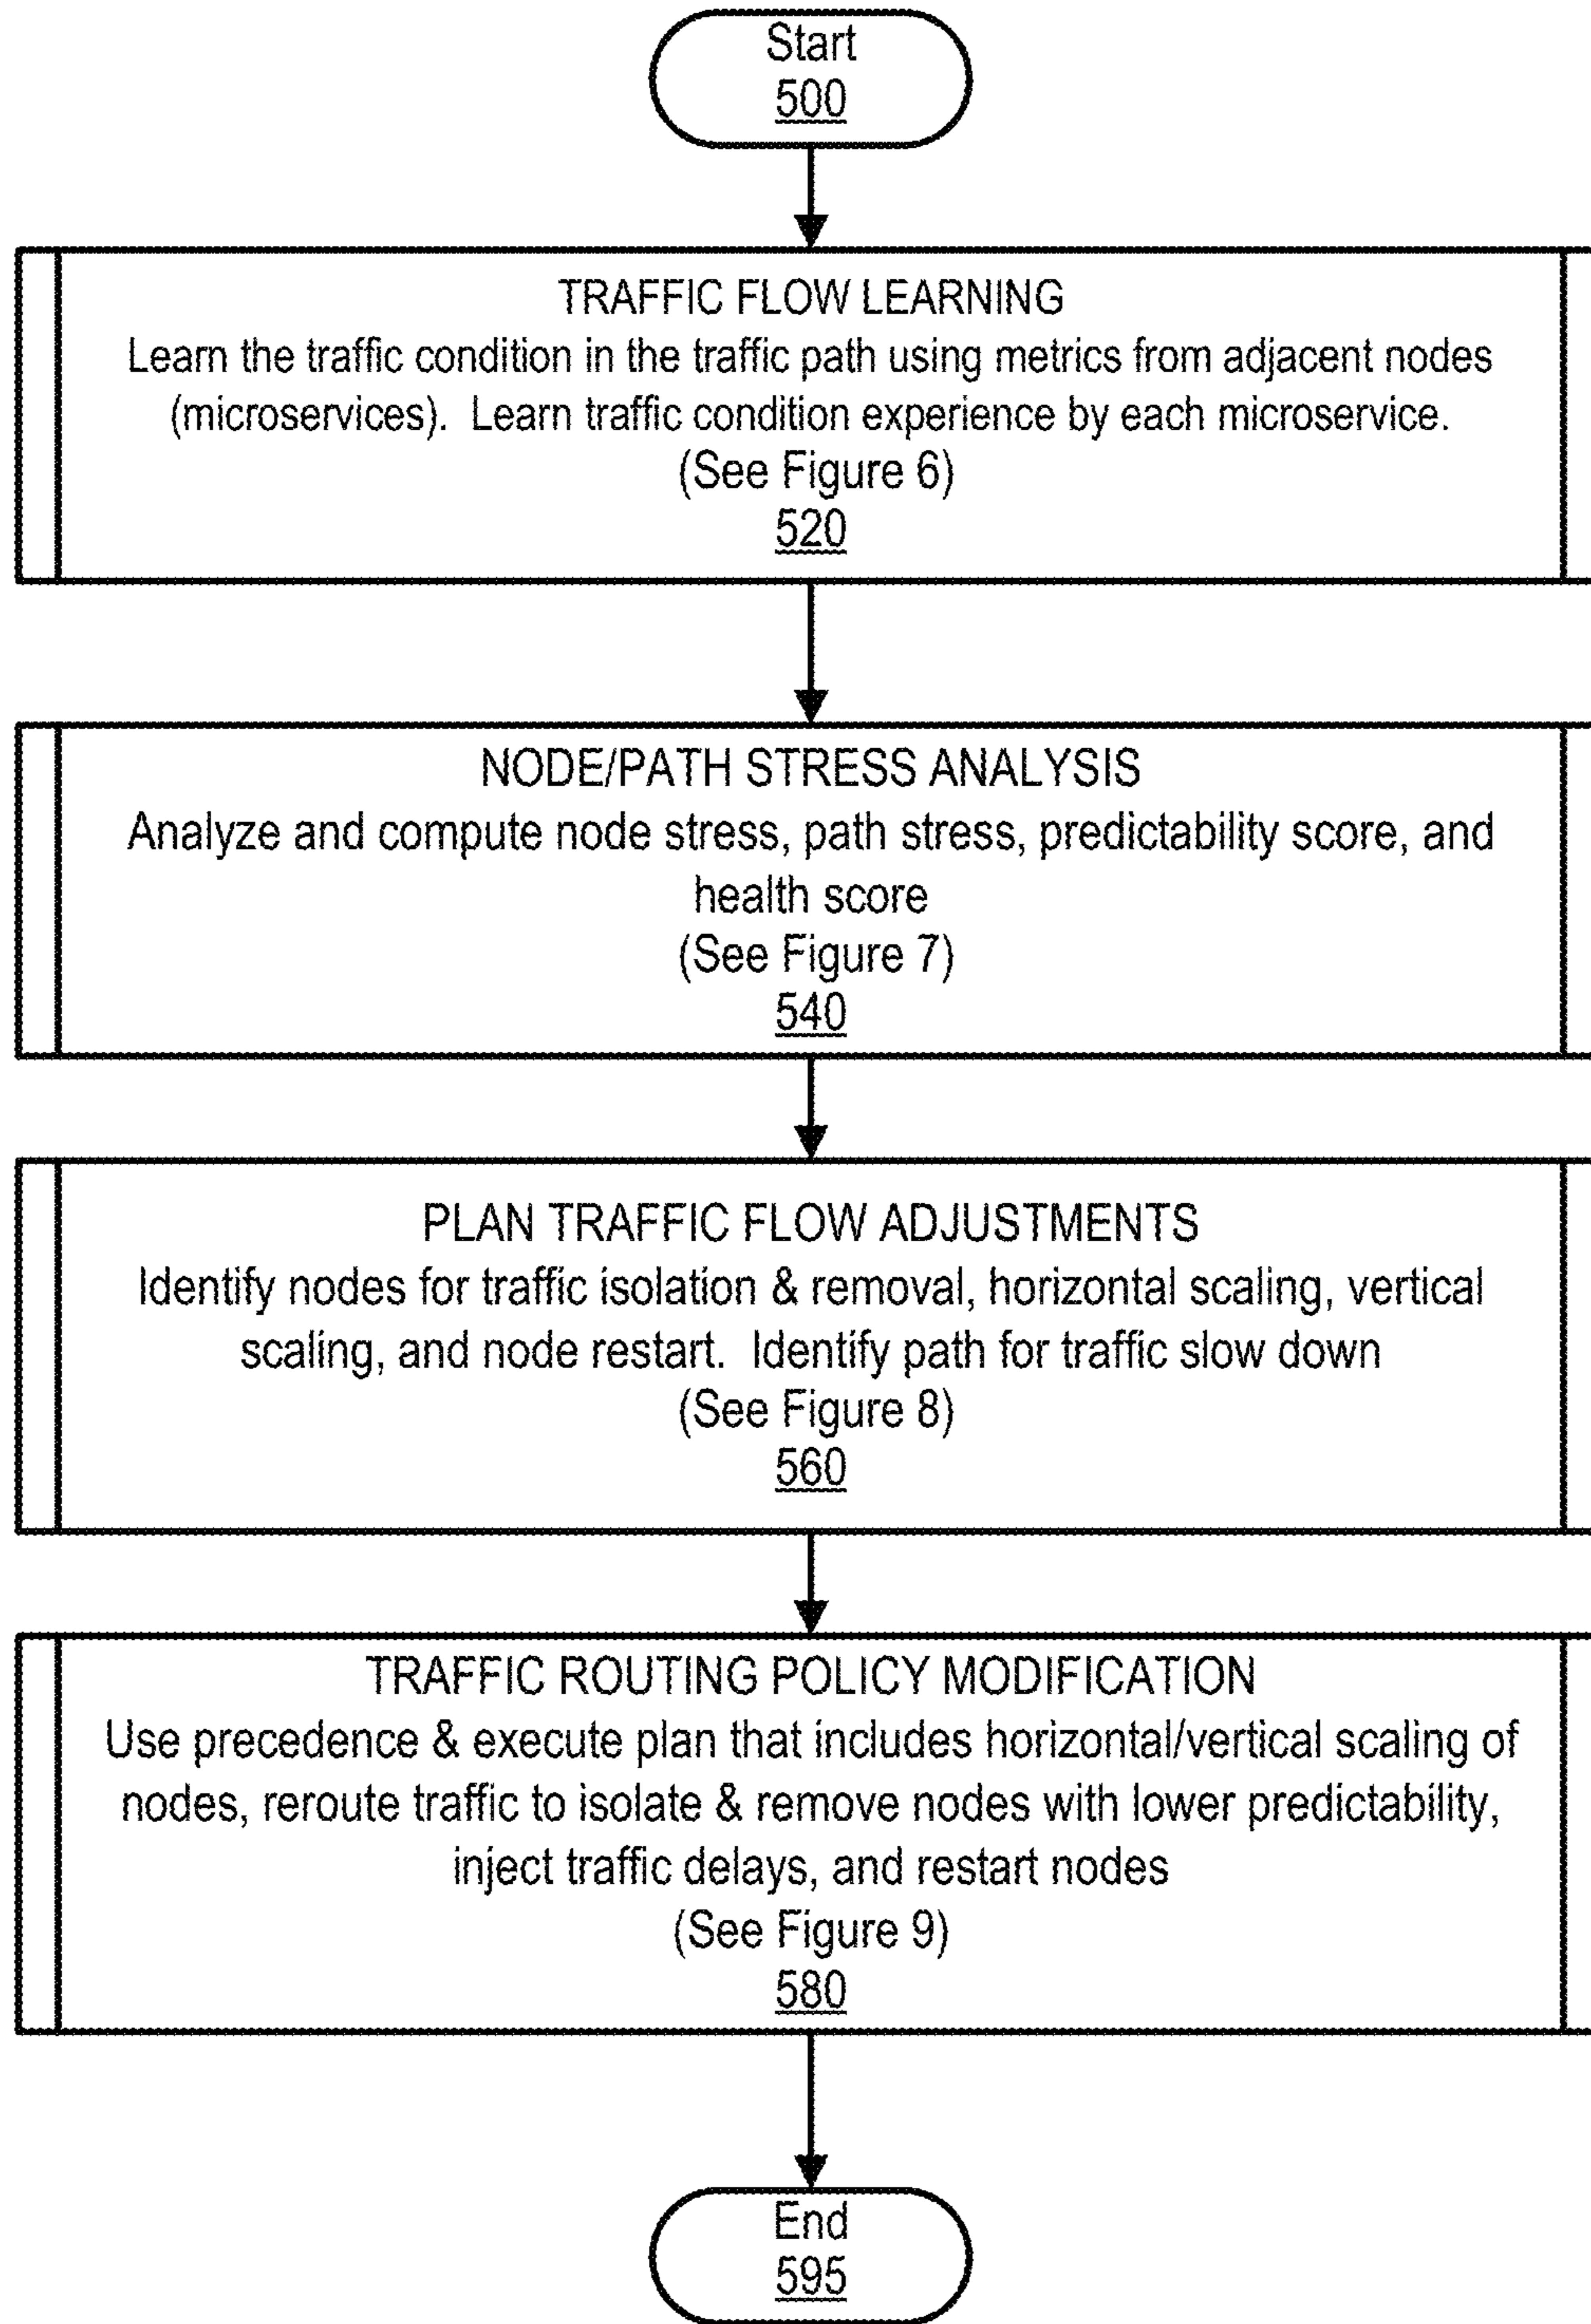 Start
500
TRAFFIC FLOW LEARNING
Learn the traffic condition in the traffic path using metrics from adjacent nodes
(microservices).  Learn traffic condition experience by each microservice.
(See Figure 6)
520
NODE/PATH STRESS ANALYSIS
Analyze and compute node stress, path stress, predictability score, and
health score
(See Figure 7)
540
PLAN TRAFFIC FLOW ADJUSTMENTS
Identify nodes for traffic isolation & removal, horizontal scaling, vertical
scaling, and node restart.  Identify path for traffic slow down
(See Figure 8)
560
TRAFFIC ROUTING POLICY MODIFICATION
Use precedence & execute plan that includes horizontal/vertical scaling of
nodes, reroute traffic to isolate & remove nodes with lower predictability,
inject traffic delays, and restart nodes
(See Figure 9)
580
End
595